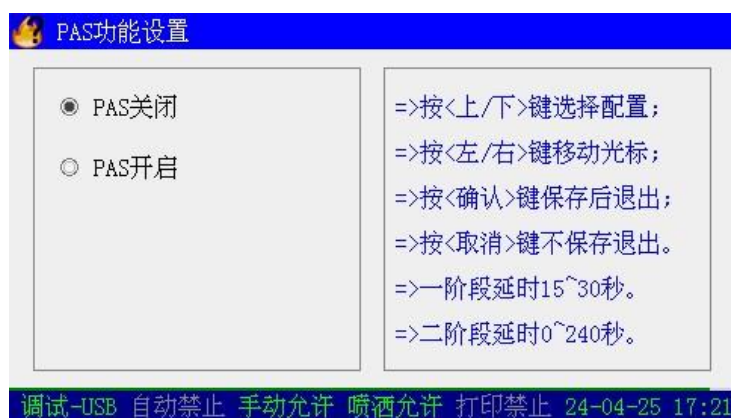 PAS功能设置
PAS关闭
PAS开启
=>按<上/下>键选择配置;
=>按<左/右>键移动光标;
=>按<确认>键保存后退出;
=>按<取消>键不保存退出。
=>一阶段延时15~30秒。
=>二阶段延时0~240秒。
调试-USB 自动禁止 手动允许 喷洒允许 打印禁止 24-04-25 17:21